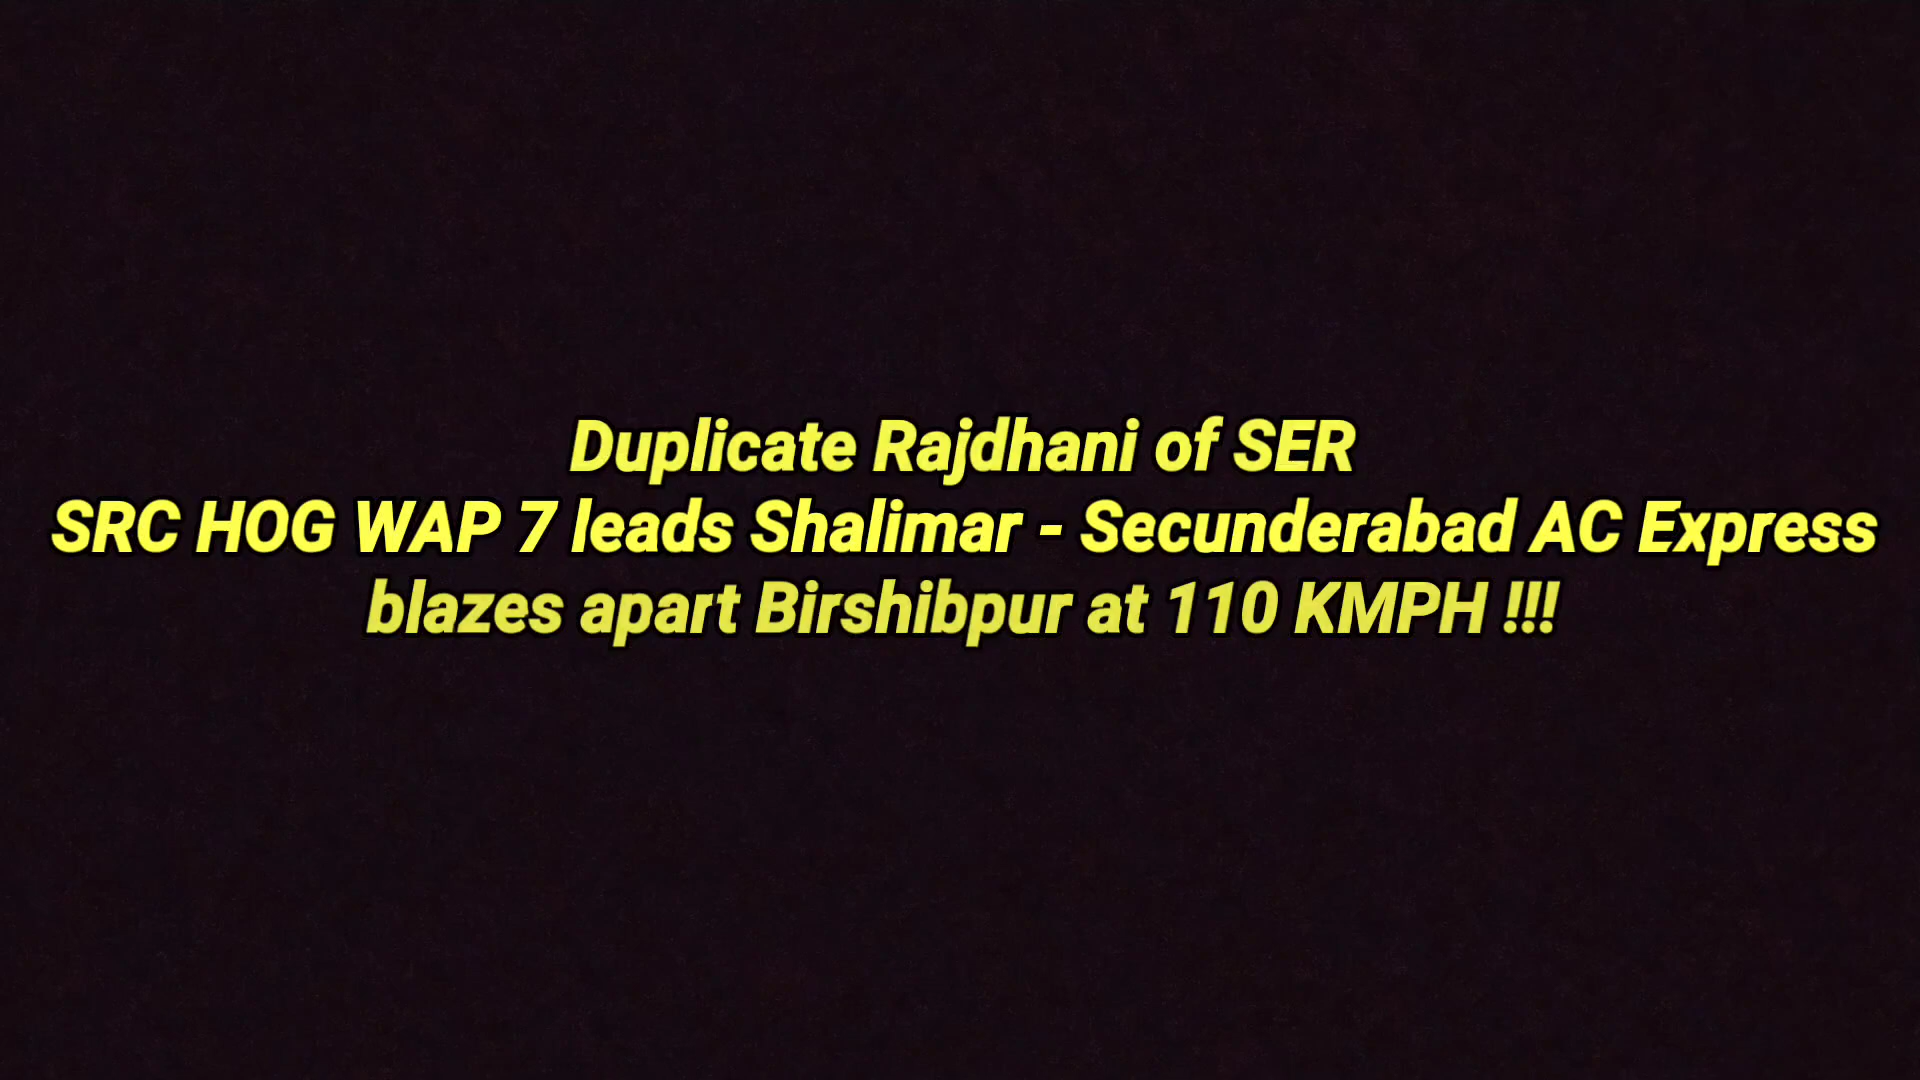 Duplicate Rajdhani of SER
SRC HOG WAP 7 leads Shalimar - Secunderabad AC Express
blazes apart Birshibpur at 110 KMPH !!!